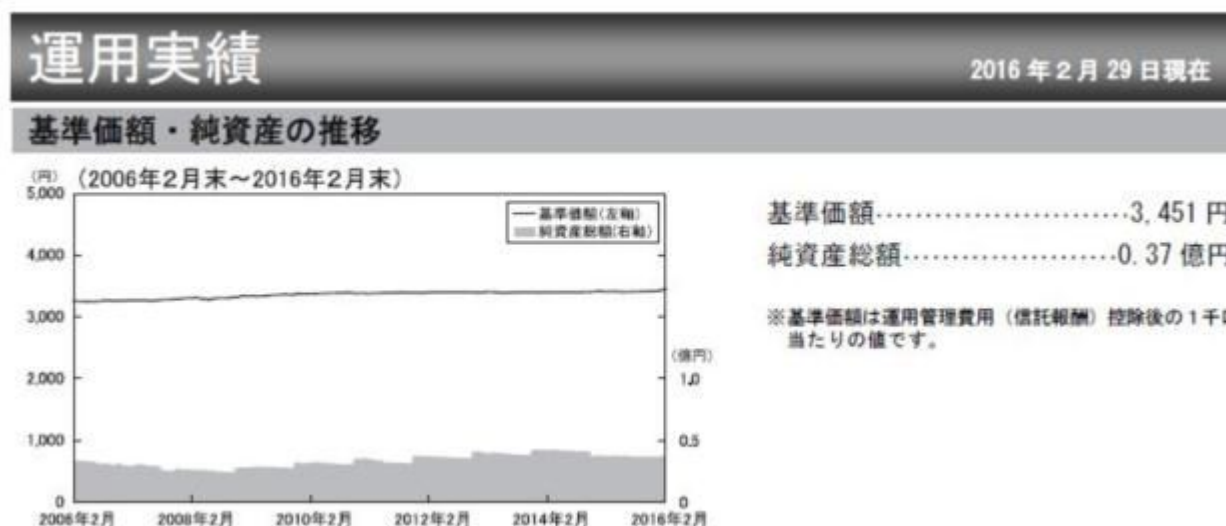 運用実績
2016年2月29日現在
基準価額・純資産の推移
(円) (2006年2月末~2016年2月末)
5,000
4,000
3,000
2,000
1,000
0
基準価額(左軸)
純資産総額(右軸)
(億円)
1.0
0.5
0
2006年2月 2008年2月 2010年2月 2012年2月 2014年2月 2016年2月
基準価額………………………3,451円
純資産総額……………………0.37億円
※基準価額は運用管理費用(信託報酬)控除後の1千
当たりの値です。